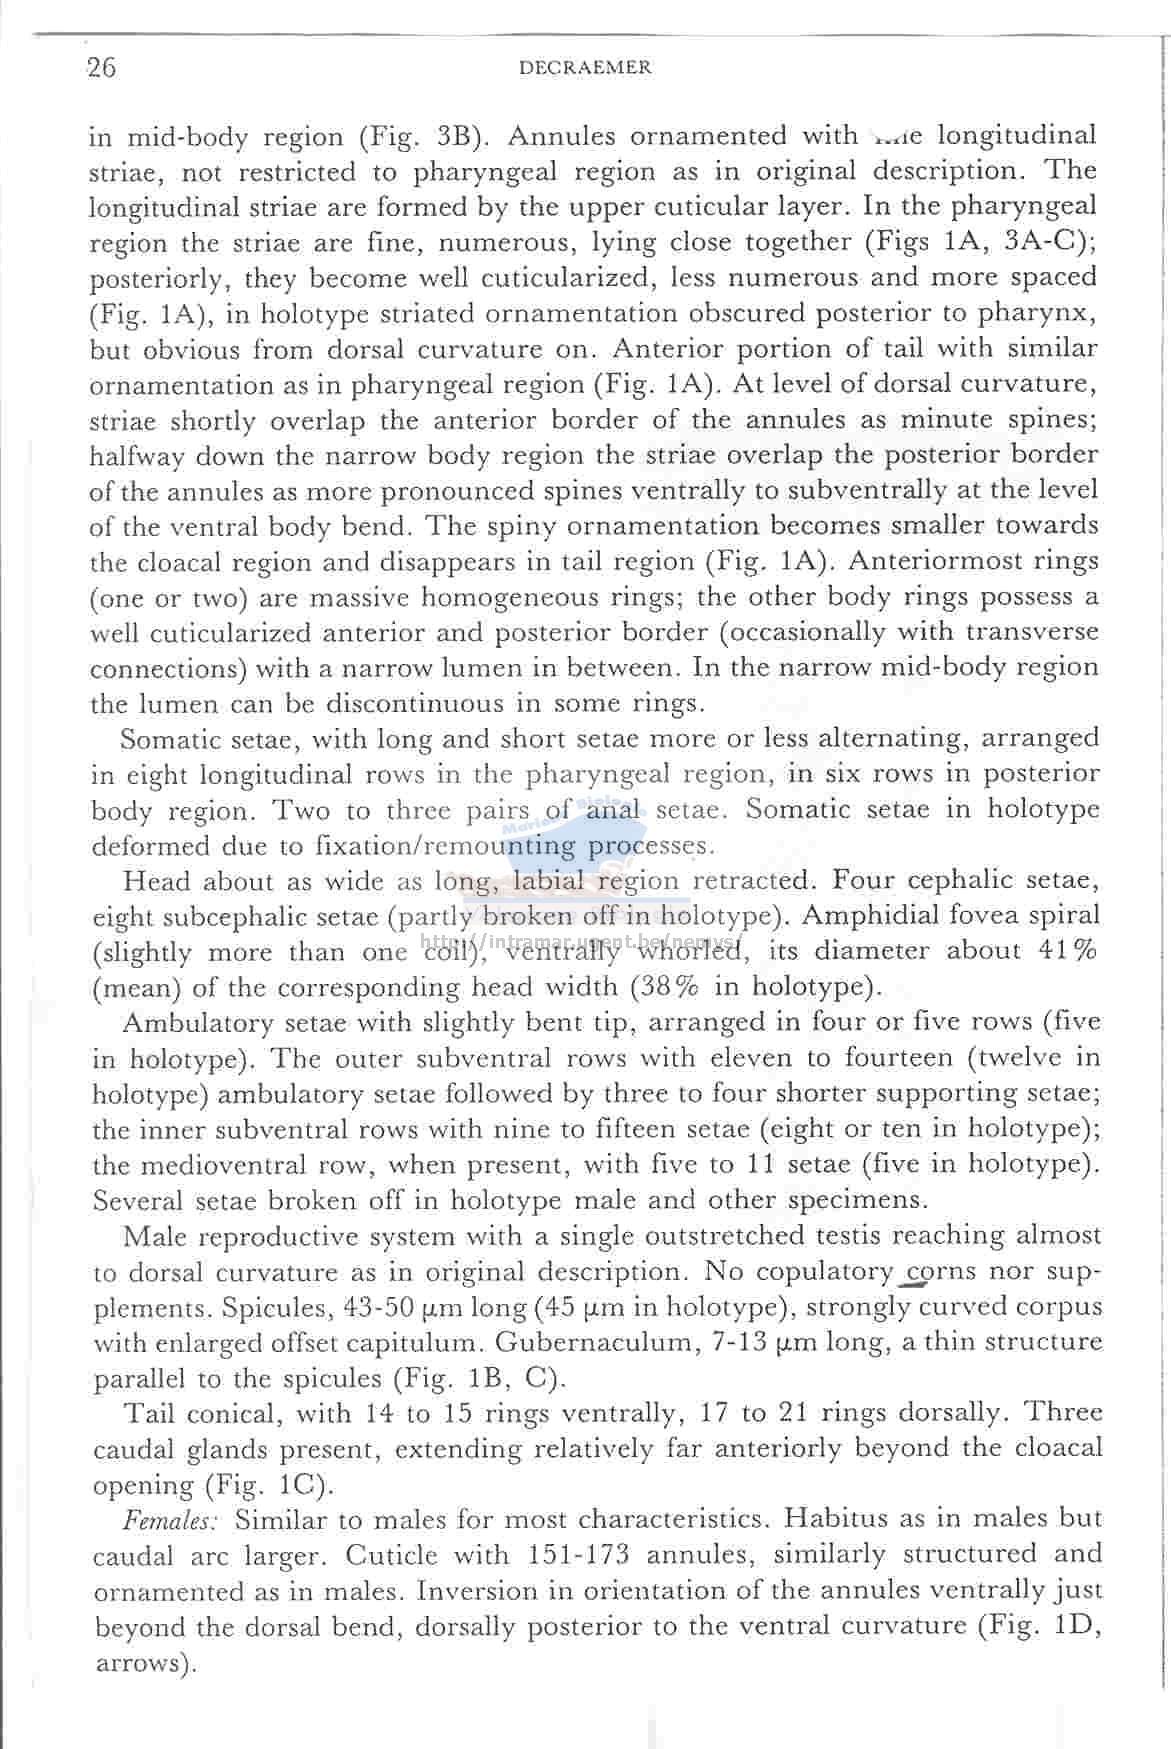 26
DECRAEMER
in mid-body region (Fig. 3B). Annules ornamented with longitudinal
striae, not restricted to pharyngeal region as in original description. The
longitudinal striae are formed by the upper cuticular layer. In the pharyngeal
region the striae are fine, numerous, lying close together (Figs 1A, 3A-C);
posteriorly, they become well cuticularized, less numerous and more spaced
(Fig. 1A), in holotype striated ornamentation obscured posterior to pharynx,
but obvious from dorsal curvature on. Anterior portion of tail with similar
ornamentation as in pharyngeal region (Fig. 1A). At level of dorsal curvature,
striae shortly overlap the anterior border of the annules as minute spines;
halfway down the narrow body region the striae overlap the posterior border
of the annules as more pronounced spines ventrally to subventrally at the level
of the ventral body bend. The spiny ornamentation becomes smaller towards
the cloacal region and disappears in tail region (Fig. 1A). Anteriormost rings
(one or two) are massive homogeneous rings; the other body rings possess a
well cuticularized anterior and posterior border (occasionally with transverse
connections) with a narrow lumen in between. In the narrow mid-body region
the lumen can be discontinuous in some rings.
Somatic setae, with long and short setae more or less alternating, arranged
in eight longitudinal rows in the pharyngeal region, in six rows in posterior
body region. Two to three pairs of anal setae. Somatic setae in holotype
deformed due to fixation/remounting processes.
Head about as wide as long, labial region retracted. Four cephalic setae,
eight subcephalic setae (partly broken off in holotype). Amphidial fovea spiral
(slightly more than one coil), ventrally whorled, its diameter about 41%
http://intramar.ugent.be/nemys/
(mean) of the corresponding head width (38% in holotype).
Ambulatory setae with slightly bent tip, arranged in four or five rows (five
in holotype). The outer subventral rows with eleven to fourteen (twelve in
holotype) ambulatory setae followed by three to four shorter supporting setae;
the inner subventral rows with nine to fifteen setae (eight or ten in holotype);
the medioventral row, when present, with five to 11 setae (five in holotype).
Several setae broken off in holotype male and other specimens.
Male reproductive system with a single outstretched testis reaching almost
to dorsal curvature as in original description. No copulatory corns nor sup-
plements. Spicules, 43-50 µm long (45 µm in holotype), strongly curved corpus
with enlarged offset capitulum. Gubernaculum, 7-13 µm long, a thin structure
parallel to the spicules (Fig. 1B, C).
Tail conical, with 14 to 15 rings ventrally, 17 to 21 rings dorsally. Three
caudal glands present, extending relatively far anteriorly beyond the cloacal
opening (Fig. 1C).
Females: Similar to males for most characteristics. Habitus as in males but
caudal arc larger. Cuticle with 151-173 annules, similarly structured and
ornamented as in males. Inversion in orientation of the annules ventrally just
beyond the dorsal bend, dorsally posterior to the ventral curvature (Fig. 1D,
arrows).